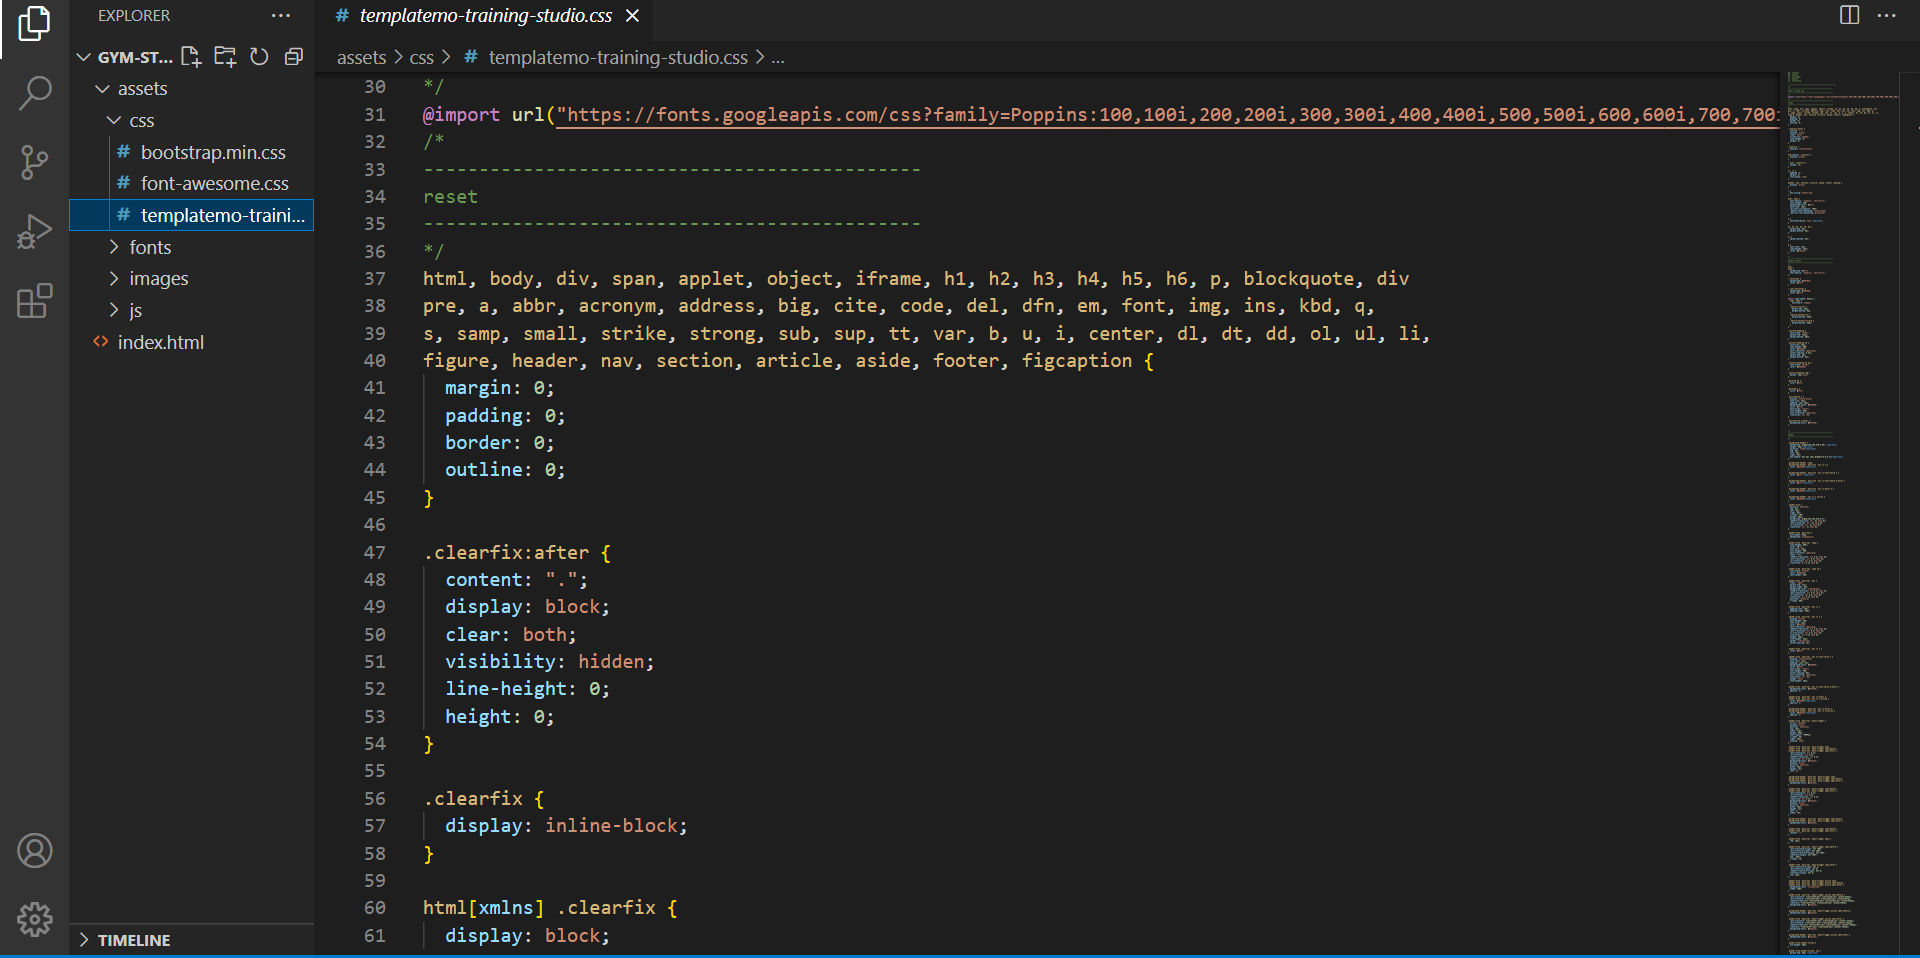 EXPLORER
GYM-ST...
assets
css
bootstrap.min.css
font-awesome.css
templatemo-traini...
fonts
images
js
index.html
TIMELINE
# templatemo-training-studio.css
assets > css > # templatemo-training-studio.css > ...
30 */
31 @import url("https://fonts.googleapis.com/css?family=Poppins:100,100i,200,200i,300,300i,400,400i,500,500i,600,600i,700,700i
32 /*
33 ---------------------------------------------
34 reset
35 ---------------------------------------------
36 */
37 html, body, div, span, applet, object, iframe, h1, h2, h3, h4, h5, h6, p, blockquote, div
38 pre, a, abbr, acronym, address, big, cite, code, del, dfn, em, font, img, ins, kbd, q,
39 s, samp, small, strike, strong, sub, sup, tt, var, b, u, i, center, dl, dt, dd, ol, ul, li,
40 figure, header, nav, section, article, aside, footer, figcaption {
41 margin: 0;
42 padding: 0;
43 border: 0;
44 outline: 0;
45 }
46
47 .clearfix:after {
48 content: ".";
49 display: block;
50 clear: both;
51 visibility: hidden;
52 line-height: 0;
53 height: 0;
54 }
55
56 .clearfix {
57 display: inline-block;
58 }
59
60 html[xmlns] .clearfix {
61 display: block;